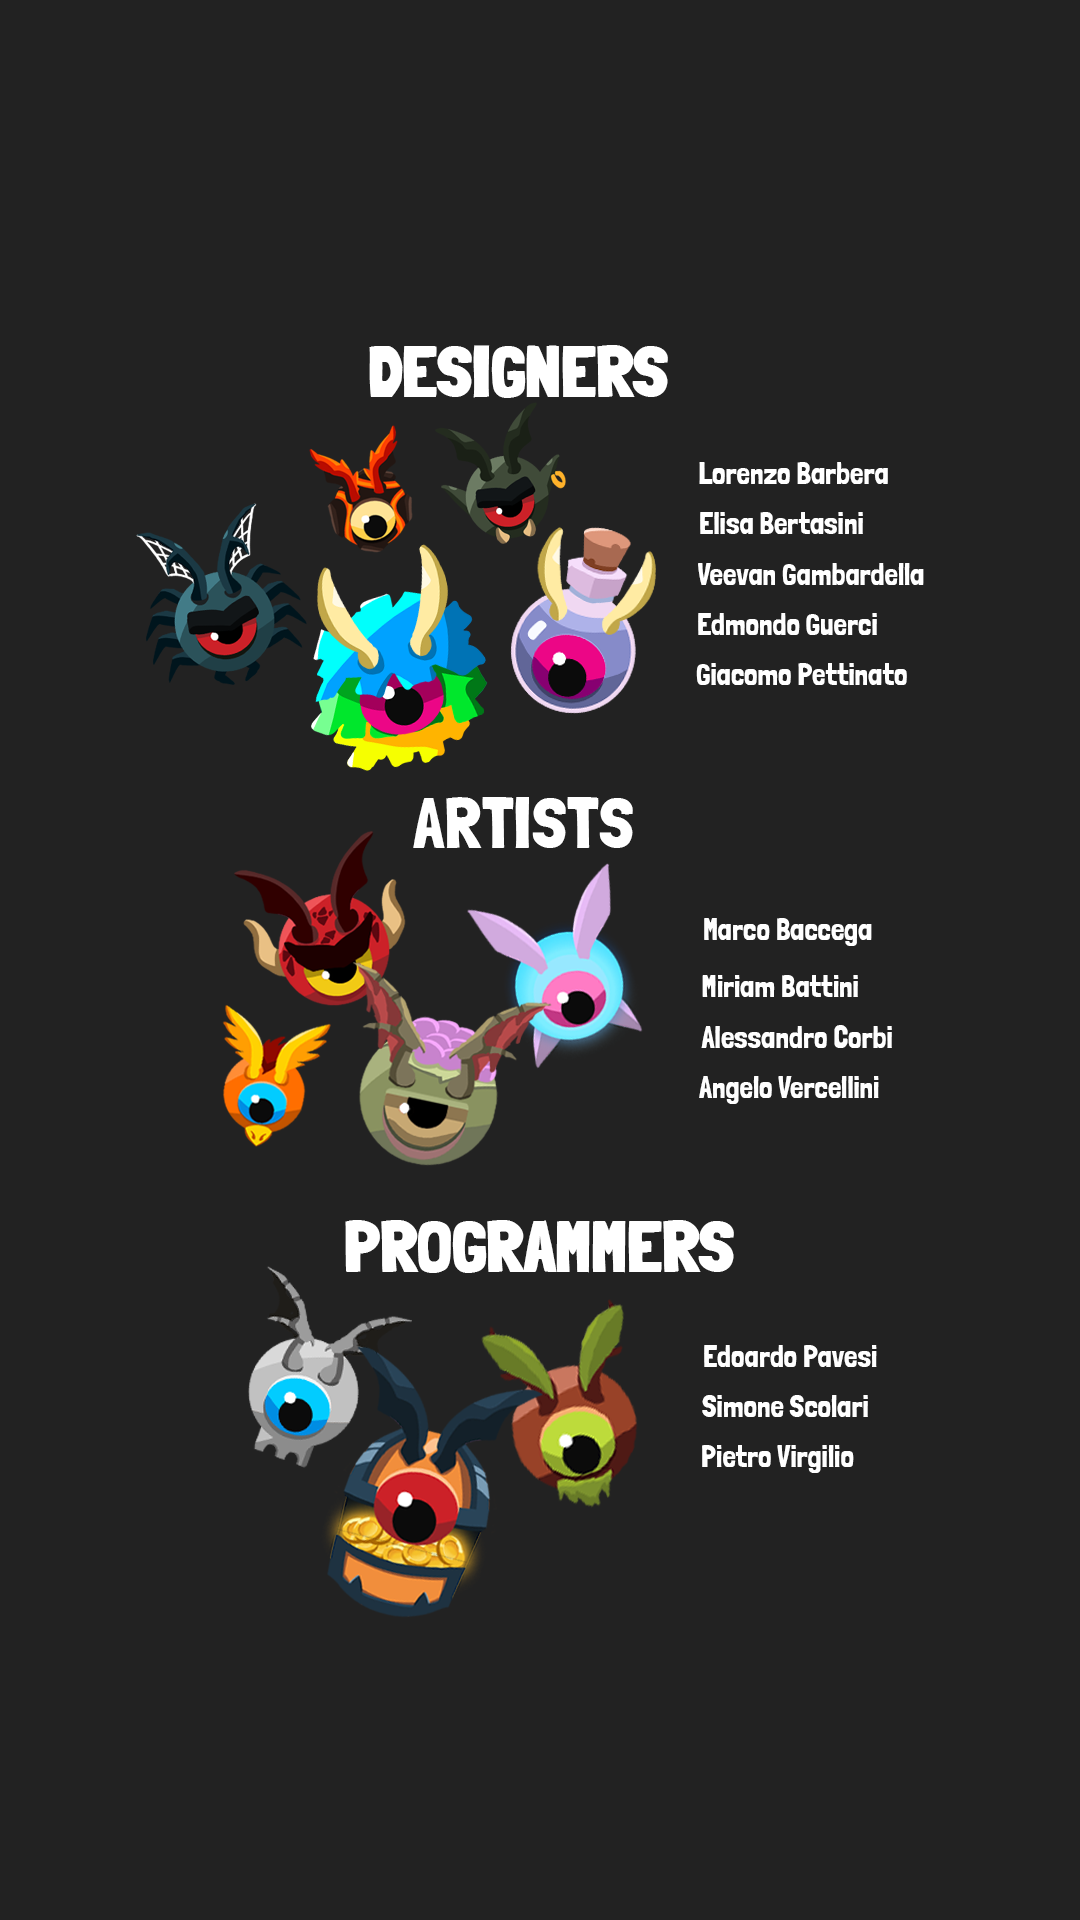 DESIGNERS
Lorenzo Barbera
Elisa Bertasini
Veevan Gambardella
Edmondo Guerci
Giacomo Pettinato
ARTISTS
Marco Baccega
Miriam Battini
Alessandro Corbi
Angelo Vercellini
PROGRAMMERS
Edoardo Pavesi
Simone Scolari
Pietro Virgilio